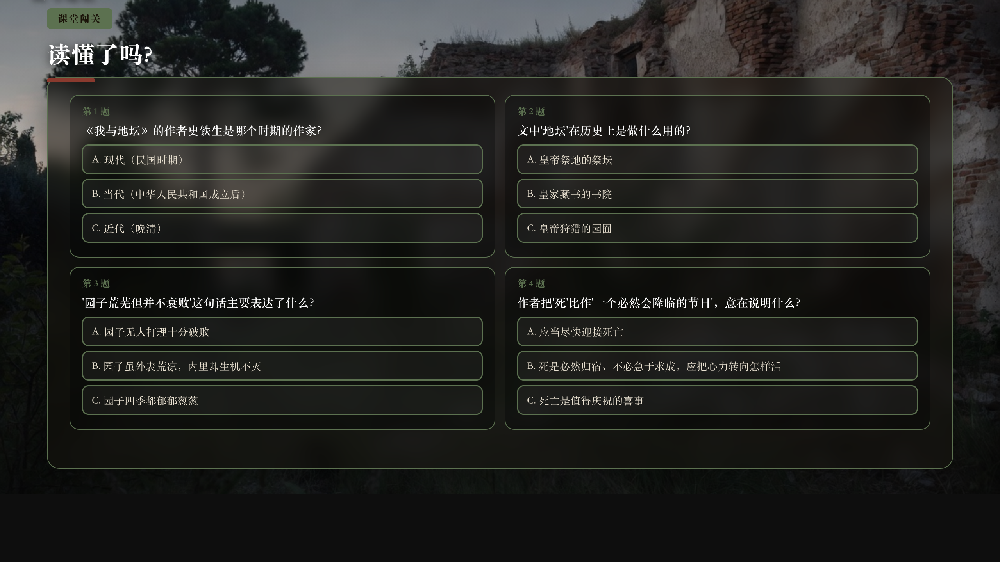 课堂闯关
读懂了吗?
第 1 题
《我与地坛》的作者史铁生是哪个时期的作家?
A. 现代（民国时期）
B. 当代（中华人民共和国成立后）
C. 近代（晚清）
第 2 题
文中'地坛'在历史上是做什么用的?
A. 皇帝祭地的祭坛
B. 皇家藏书的书院
C. 皇帝狩猎的园囿
第 3 题
'园子荒芜但并不衰败'这句话主要表达了什么?
A. 园子无人打理十分破败
B. 园子虽外表荒凉，内里却生机不灭
C. 园子四季都郁郁葱葱
第 4 题
作者把'死'比作'一个必然会降临的节日'，意在说明什么?
A. 应当尽快迎接死亡
B. 死是必然归宿、不必急于求成，应把心力转向怎样活
C. 死亡是值得庆祝的喜事